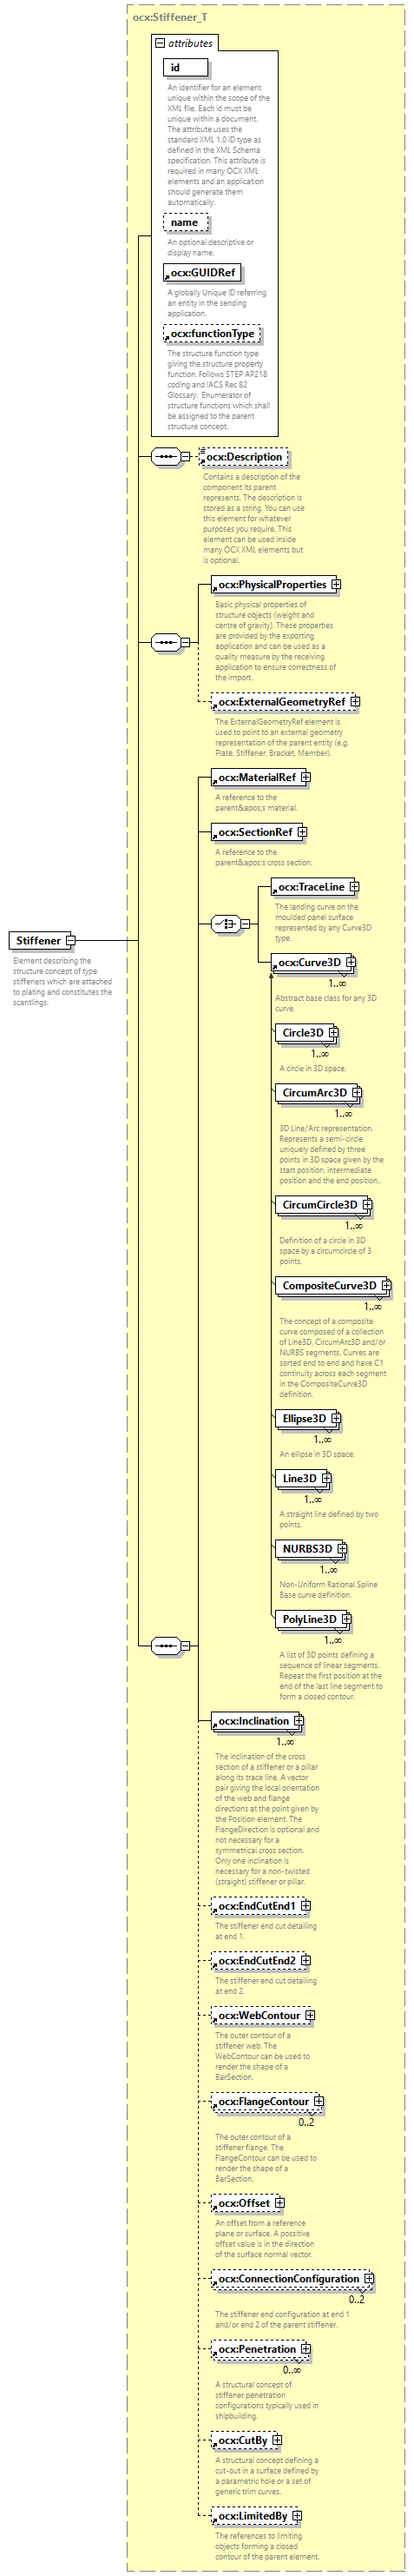 ocx:Stiffener_T
attributes
id
An identifier for an element
unique within the scope of the
XML file. Each id must be
unique within a document.
The attribute uses the
standard XML 1.0 ID type as
defined in the XML Schema
specification. This attribute is
required in many OCX XML
elements and an application
should generate them
automatically.
name
An optional descriptive or
display name.
ocx:GUIDRef
A globally Unique ID referring
an entity in the sending
application.
ocx:functionType
The structure function type
giving the structure property
function. Follows STEP AP218
coding and IACS Rec 82
Glossary. Enumerator of
structure functions which shall
be assigned to the parent
structure concept.
ocx:Description
Contains a description of the
component its parent
represents. The description is
stored as a string. You can use
this element for whatever
purposes you require. This
element can be used inside
many OCX XML elements but
is optional.
ocx:PhysicalProperties
Basic physical properties of
structure objects (weight and
centre of gravity). These properties
are provided by the exporting
application and can be used as a
quality measure by the receiving
application to ensure correctness of
the import.
ocx:ExternalGeometryRef
The ExternalGeometryRef element is
used to point to an external geometry
representation of the parent entity (e.g.
Plate, Stiffener, Bracket, Member).
ocx:MaterialRef
A reference to the
parent&apos;s material.
ocx:SectionRef
A reference to the
parent&apos;s cross section.
ocx:TraceLine
The landing curve on the
moulded panel surface
represented by any Curve3D
type.
Stiffener
Element describing the
structure concept of type
stiffeners which are attached
to plating and constitutes the
scantlings.
ocx:Curve3D
1..∞
Abstract base class for any 3D
curve.
Circle3D
1..∞
A circle in 3D space.
CircumArc3D
1..∞
3D Line/Arc representation.
Represents a semi-circle
uniquely defined by three
points in 3D space given by the
start position, intermediate
position and the end position..
CircumCircle3D
1..∞
Definition of a circle in 3D
space by a circumcircle of 3
points.
CompositeCurve3D
1..∞
The concept of a composite
curve composed of a collection
of Line3D, CircumArc3D and/or
NURBS segments. Curves are
sorted end to end and have C1
continuity across each segment
in the CompositeCurve3D
definition.
Ellipse3D
1..∞
An ellipse in 3D space.
Line3D
1..∞
A straight line defined by two
points.
NURBS3D
1..∞
Non-Uniform Rational Spline
Base curve definition.
PolyLine3D
1..∞
A list of 3D points defining a
sequence of linear segments.
Repeat the first position at the
end of the last line segment to
form a closed contour.
ocx:Inclination
1..∞
The inclination of the cross
section of a stiffener or a pillar
along its trace line. A vector
pair giving the local orientation
of the web and flange
directions at the point given by
the Position element. The
FlangeDirection is optional and
not necessary for a
symmetrical cross section.
Only one inclination is
necessary for a non-twisted
(straight) stiffener or pillar.
ocx:EndCutEnd1
The stiffener end cut detailing
at end 1.
ocx:EndCutEnd2
The stiffener end cut detailing
at end 2.
ocx:WebContour
The outer contour of a
stiffener web. The
WebContour can be used to
render the shape of a
BarSection.
ocx:FlangeContour
0..2
The outer contour of a
stiffener flange. The
FlangeContour can be used to
render the shape of a
BarSection.
ocx:Offset
An offset from a reference
plane or surface. A possitive
offset value is in the direction
of the surface normal vector.
ocx:ConnectionConfiguration
0..2
The stiffener end configuration at end 1
and/or end 2 of the parent stiffener.
ocx:Penetration
0..∞
A structural concept of
stiffener penetration
configurations typically used in
shipbuilding.
ocx:CutBy
A structural concept defining a
cut-out in a surface defined by
a parametric hole or a set of
generic trim curves.
ocx:LimitedBy
The references to limiting
objects forming a closed
contour of the parent element.